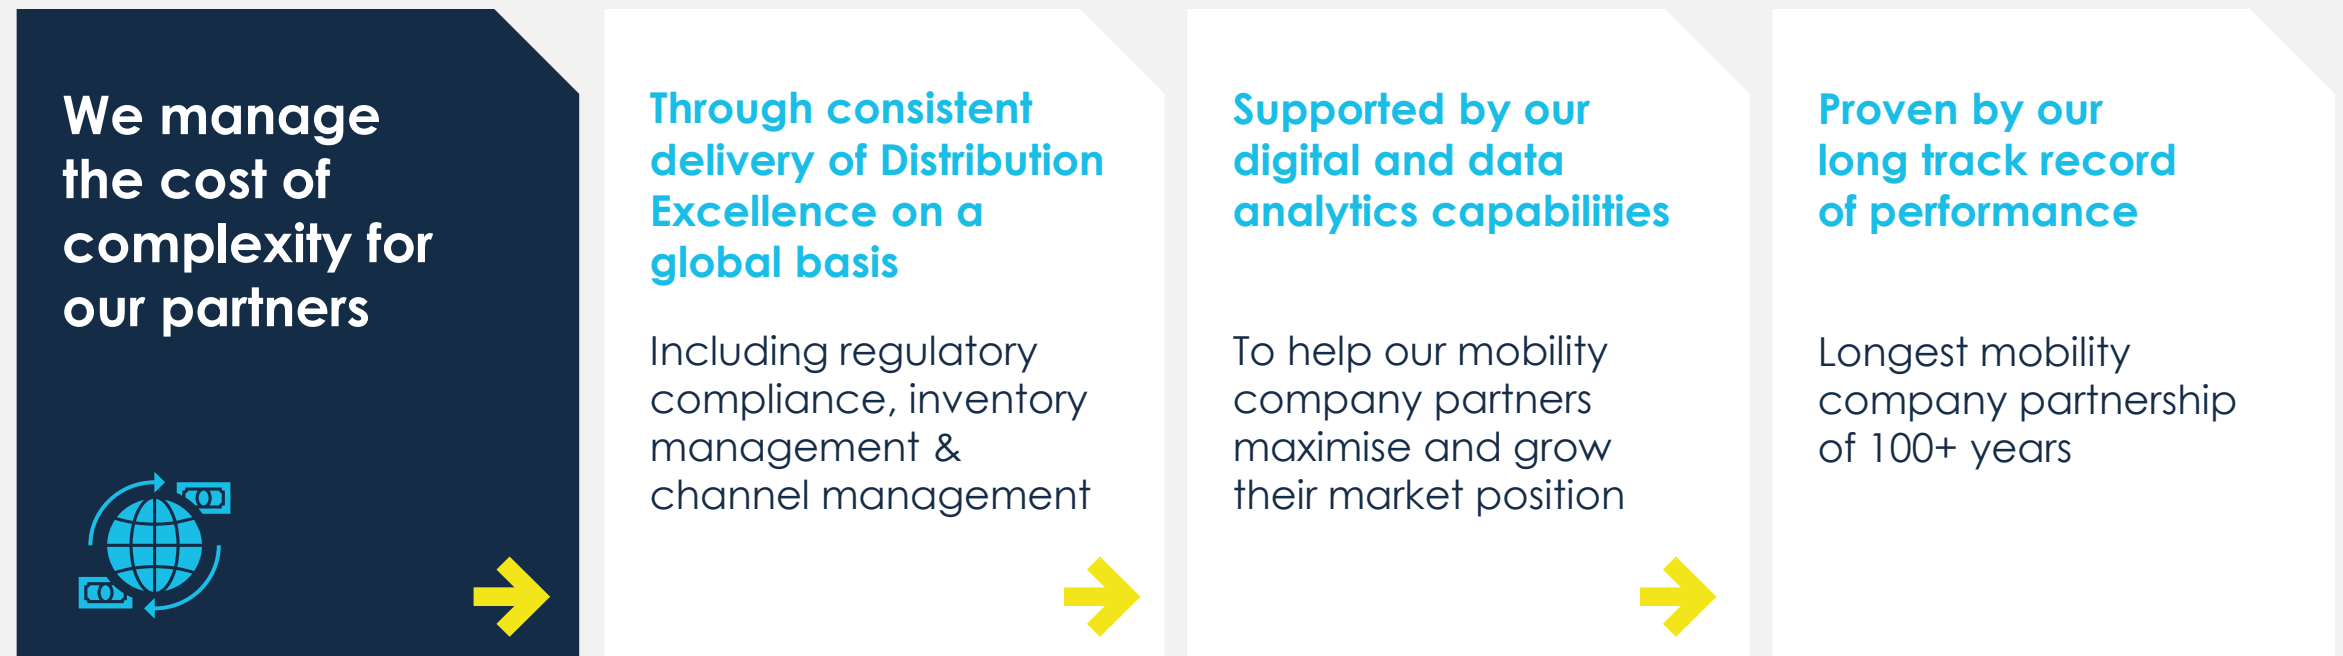 We manage
the cost of
complexity for
our partners
Through consistent
delivery of Distribution
Excellence on a
global basis
Including regulatory
compliance, inventory
management &
channel management
Supported by our
digital and data
analytics capabilities
To help our mobility
company partners
maximise and grow
their market position
Proven by our
long track record
of performance
Longest mobility
company partnership
of 100+ years